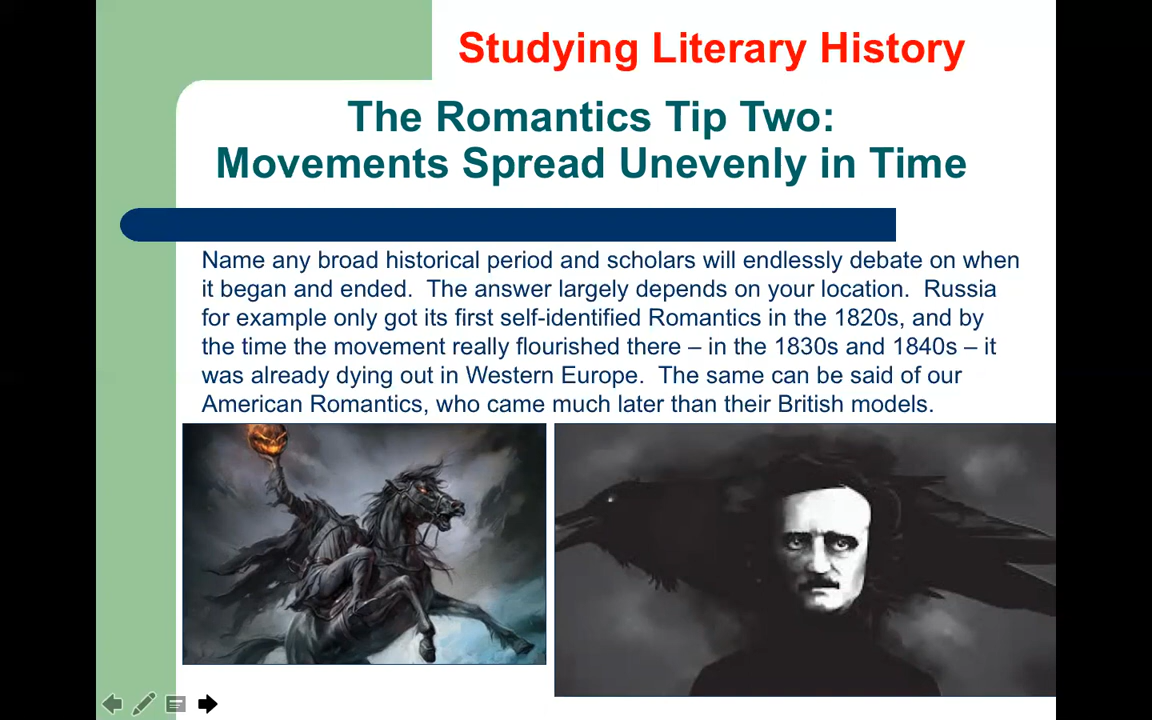 Studying Literary History
The Romantics Tip Two:
Movements Spread Unevenly in Time
Name any broad historical period and scholars will endlessly debate on when
it began and ended.  The answer largely depends on your location.  Russia
for example only got its first self-identified Romantics in the 1820s, and by
the time the movement really flourished there – in the 1830s and 1840s – it
was already dying out in Western Europe.  The same can be said of our
American Romantics, who came much later than their British models.